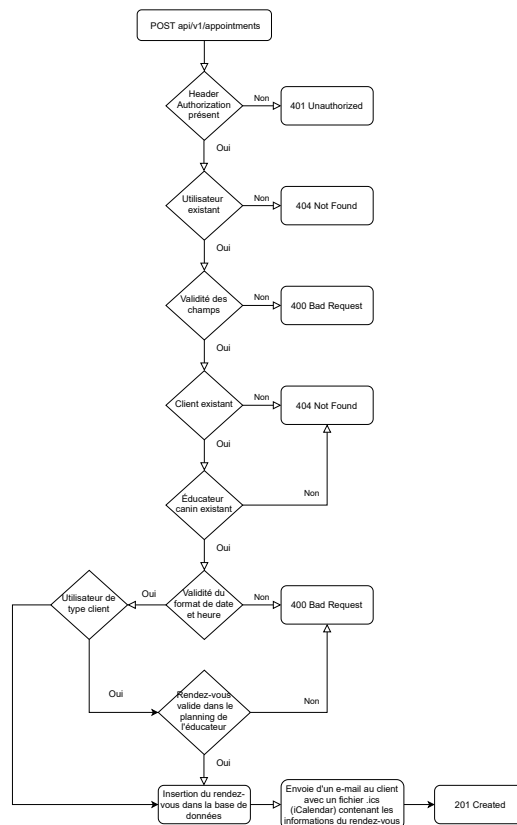 POST api/v1/appointments
Header
Authorization
présent
Non
401 Unauthorized
Oui
Utilisateur
existant
Non
404 Not Found
Oui
Validité des
champs
Non
400 Bad Request
Oui
Client existant
Non
404 Not Found
Oui
Éducateur
canin existant
Non
Oui
Utilisateur de
type client
Oui
Validité du
format de date
et heure
Non
400 Bad Request
Oui
Rendez-vous
valide dans le
planning de
l'éducateur
Non
Oui
Insertion du rendez-
vous dans la base de
données
Envoie d'un e-mail au client
avec un fichier .ics
(iCalendar) contenant les
informations du rendez-vous
201 Created